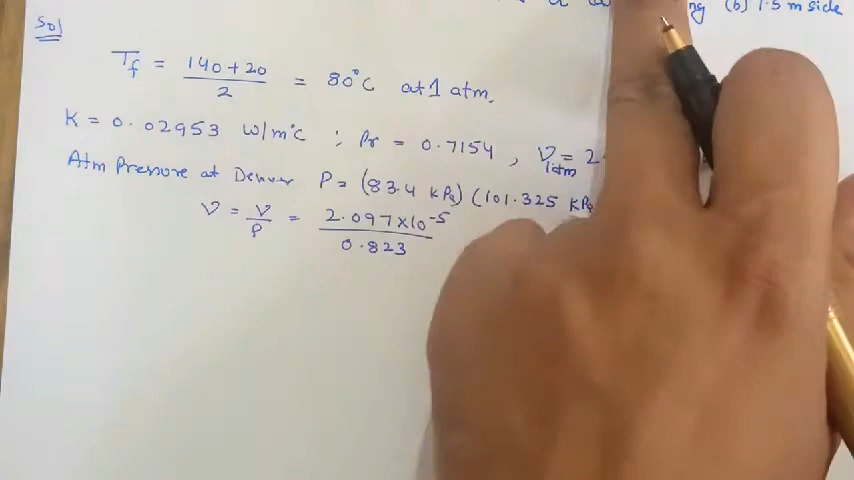 ng (b) 1.5 m side
Sol
Tf = 140+20 / 2 = 80°C at 1 atm.
K = 0.02953 W/m°C ; Pr = 0.7154 , ν1atm = 2.
Atm Pressure at Denver P = (83.4 kPa) (101.325 kPa
ν = ν / P = 2.097×10-5 / 0.823